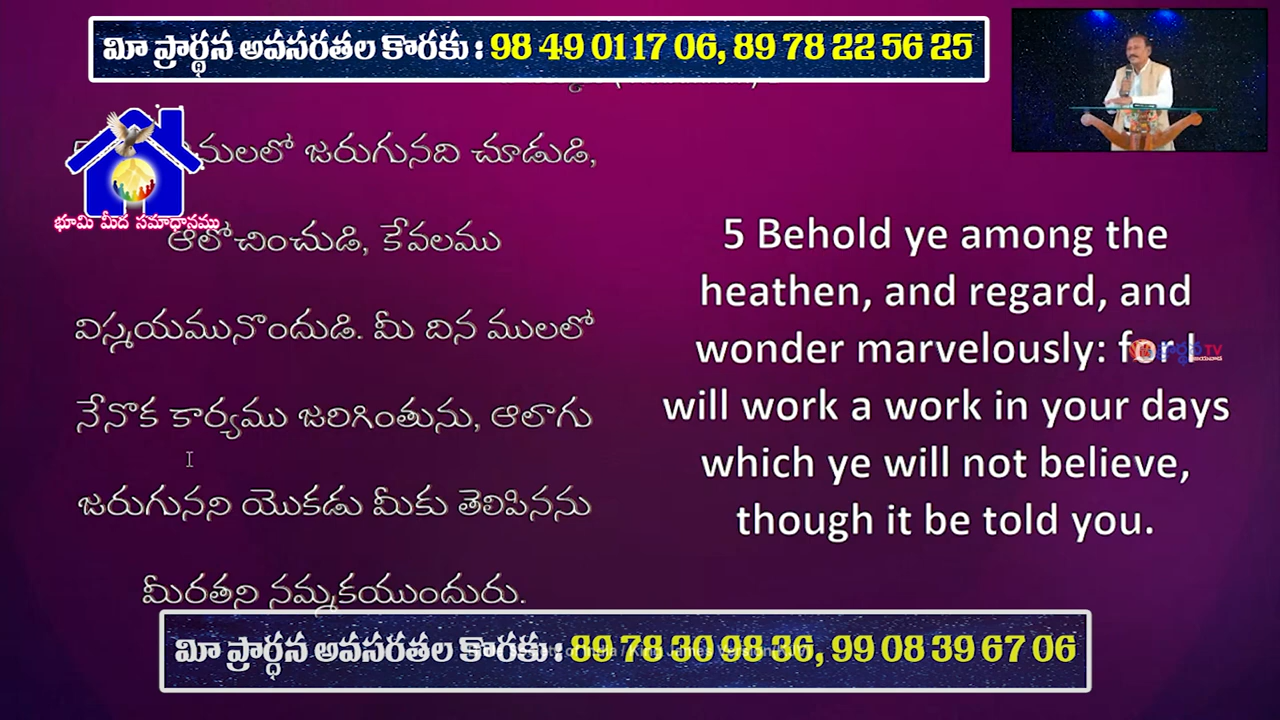 మీ ప్రార్థన అవసరతల కొరకు : 98 49 01 17 06, 89 78 22 56 25
జరుగునది చూడుడి,
భూమి మీద సమాధానము
ఆలోచించుడి, కేవలము
విస్మయమునొందుడి. మీ దిన ములలో
నేనొక కార్యము జరిగింతును, ఆలాగు
జరుగునని యొకడు మీకు తెలిపినను
మీరతని నమ్మకయుందురు.
5 Behold ye among the
heathen, and regard, and
wonder marvelously: for I
will work a work in your days
which ye will not believe,
though it be told you.
TV
మీ ప్రార్థన అవసరతల కొరకు : 89 78 30 98 36, 99 08 39 67 06